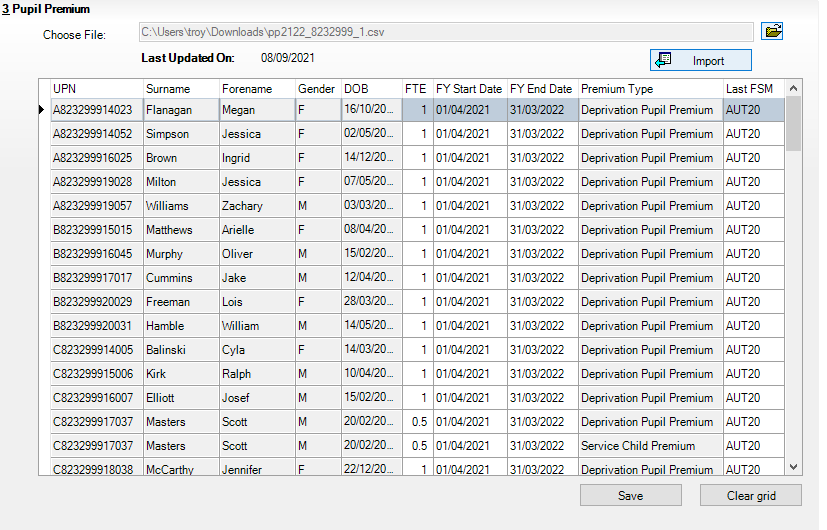 3 Pupil Premium
Choose File: C:\Users\troy\Downloads\pp2122_8232999_1.csv
Last Updated On: 08/09/2021
Import
UPN Surname Forename Gender DOB FTE FY Start Date FY End Date Premium Type Last FSM
A823299914023 Flanagan Megan F 16/10/20... 1 01/04/2021 31/03/2022 Deprivation Pupil Premium AUT20
A823299914052 Simpson Jessica F 02/05/20... 1 01/04/2021 31/03/2022 Deprivation Pupil Premium AUT20
A823299916025 Brown Ingrid F 14/12/20... 1 01/04/2021 31/03/2022 Deprivation Pupil Premium AUT20
A823299919028 Milton Jessica F 07/05/20... 1 01/04/2021 31/03/2022 Deprivation Pupil Premium AUT20
A823299919057 Williams Zachary M 03/03/20... 1 01/04/2021 31/03/2022 Deprivation Pupil Premium AUT20
B823299915015 Matthews Arielle F 08/04/20... 1 01/04/2021 31/03/2022 Deprivation Pupil Premium AUT20
B823299916045 Murphy Oliver M 15/02/20... 1 01/04/2021 31/03/2022 Deprivation Pupil Premium AUT20
B823299917017 Cummins Jake M 12/04/20... 1 01/04/2021 31/03/2022 Deprivation Pupil Premium AUT20
B823299920029 Freeman Lois F 28/03/20... 1 01/04/2021 31/03/2022 Deprivation Pupil Premium AUT20
B823299920031 Hamble William M 14/05/20... 1 01/04/2021 31/03/2022 Deprivation Pupil Premium AUT20
C823299914005 Balinski Cyla F 14/03/20... 1 01/04/2021 31/03/2022 Deprivation Pupil Premium AUT20
C823299915006 Kirk Ralph M 10/04/20... 1 01/04/2021 31/03/2022 Deprivation Pupil Premium AUT20
C823299916007 Elliott Josef M 15/02/20... 1 01/04/2021 31/03/2022 Deprivation Pupil Premium AUT20
C823299917037 Masters Scott M 20/02/20... 0.5 01/04/2021 31/03/2022 Deprivation Pupil Premium AUT20
C823299917037 Masters Scott M 20/02/20... 0.5 01/04/2021 31/03/2022 Service Child Premium AUT20
C823299918038 McCarthy Jennifer F 22/12/20... 1 01/04/2021 31/03/2022 Deprivation Pupil Premium AUT20
Save Clear grid